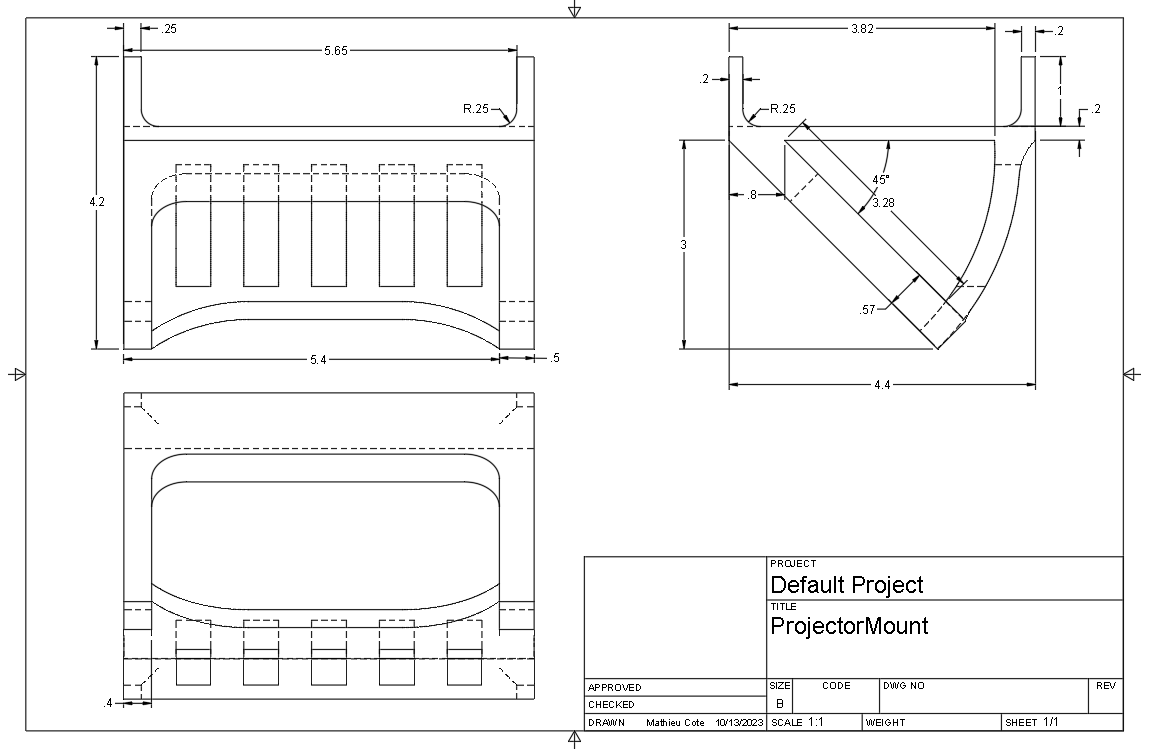 .25
5.65
3.82
.2
.2
R.25
R.25
1
.2
4.2
45°
3.28
.8
3
.57
5.4
.5
4.4
.4
PROJECT
Default Project
TITLE
ProjectorMount
APPROVED
SIZE
CODE
DWG NO
REV
CHECKED
B
DRAWN Mathieu Cote 10/13/2023
SCALE 1:1
WEIGHT
SHEET 1/1